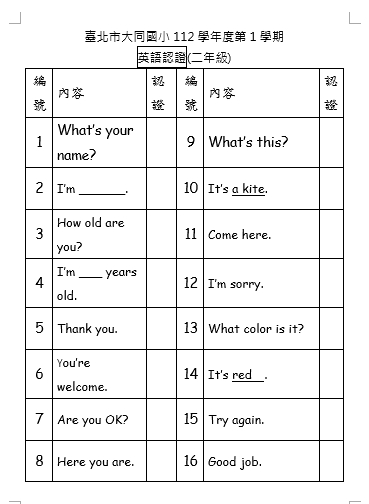 臺北市大同國小 112 學年度第 1 學期
英語認證(二年級)
編號 內容 認證 編號 內容 認證
1 What's your name? 9 What's this?
2 I'm ______. 10 It's a kite.
3 How old are you? 11 Come here.
4 I'm ___ years old. 12 I'm sorry.
5 Thank you. 13 What color is it?
6 You're welcome. 14 It's red__.
7 Are you OK? 15 Try again.
8 Here you are. 16 Good job.